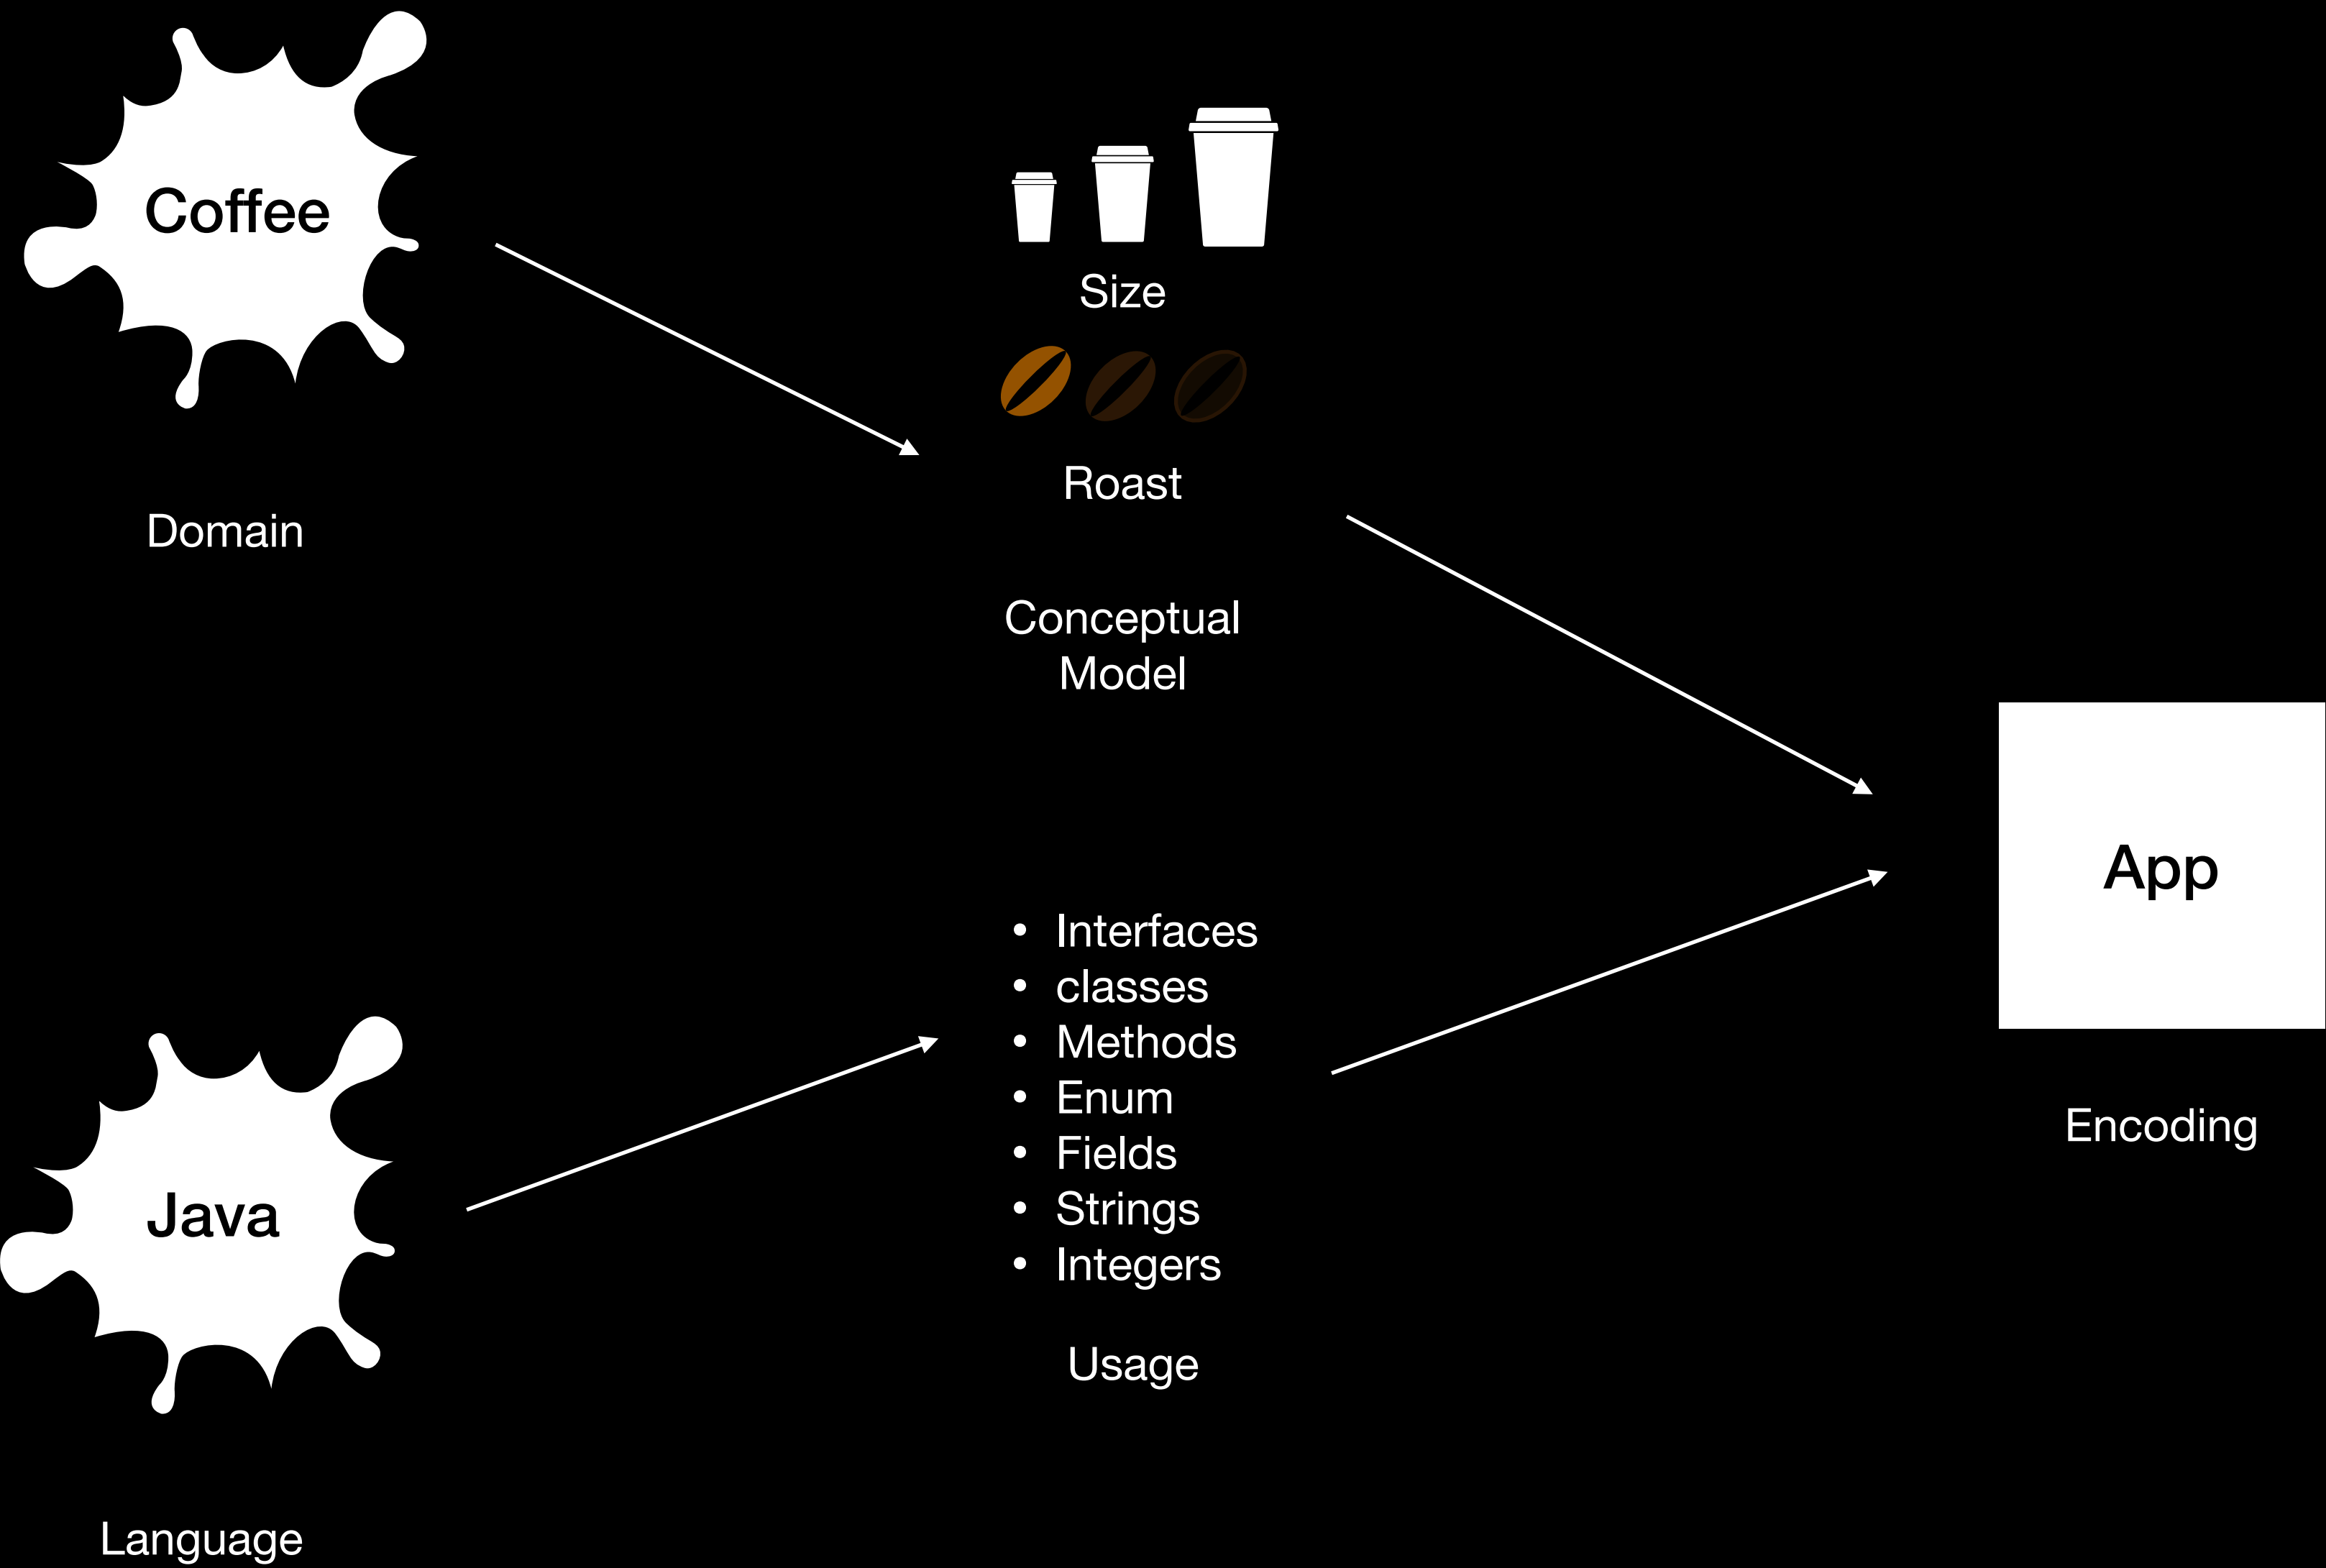 Coffee
Domain
Size
Roast
Conceptual
Model
Java
Language
• Interfaces
• classes
• Methods
• Enum
• Fields
• Strings
• Integers
Usage
App
Encoding